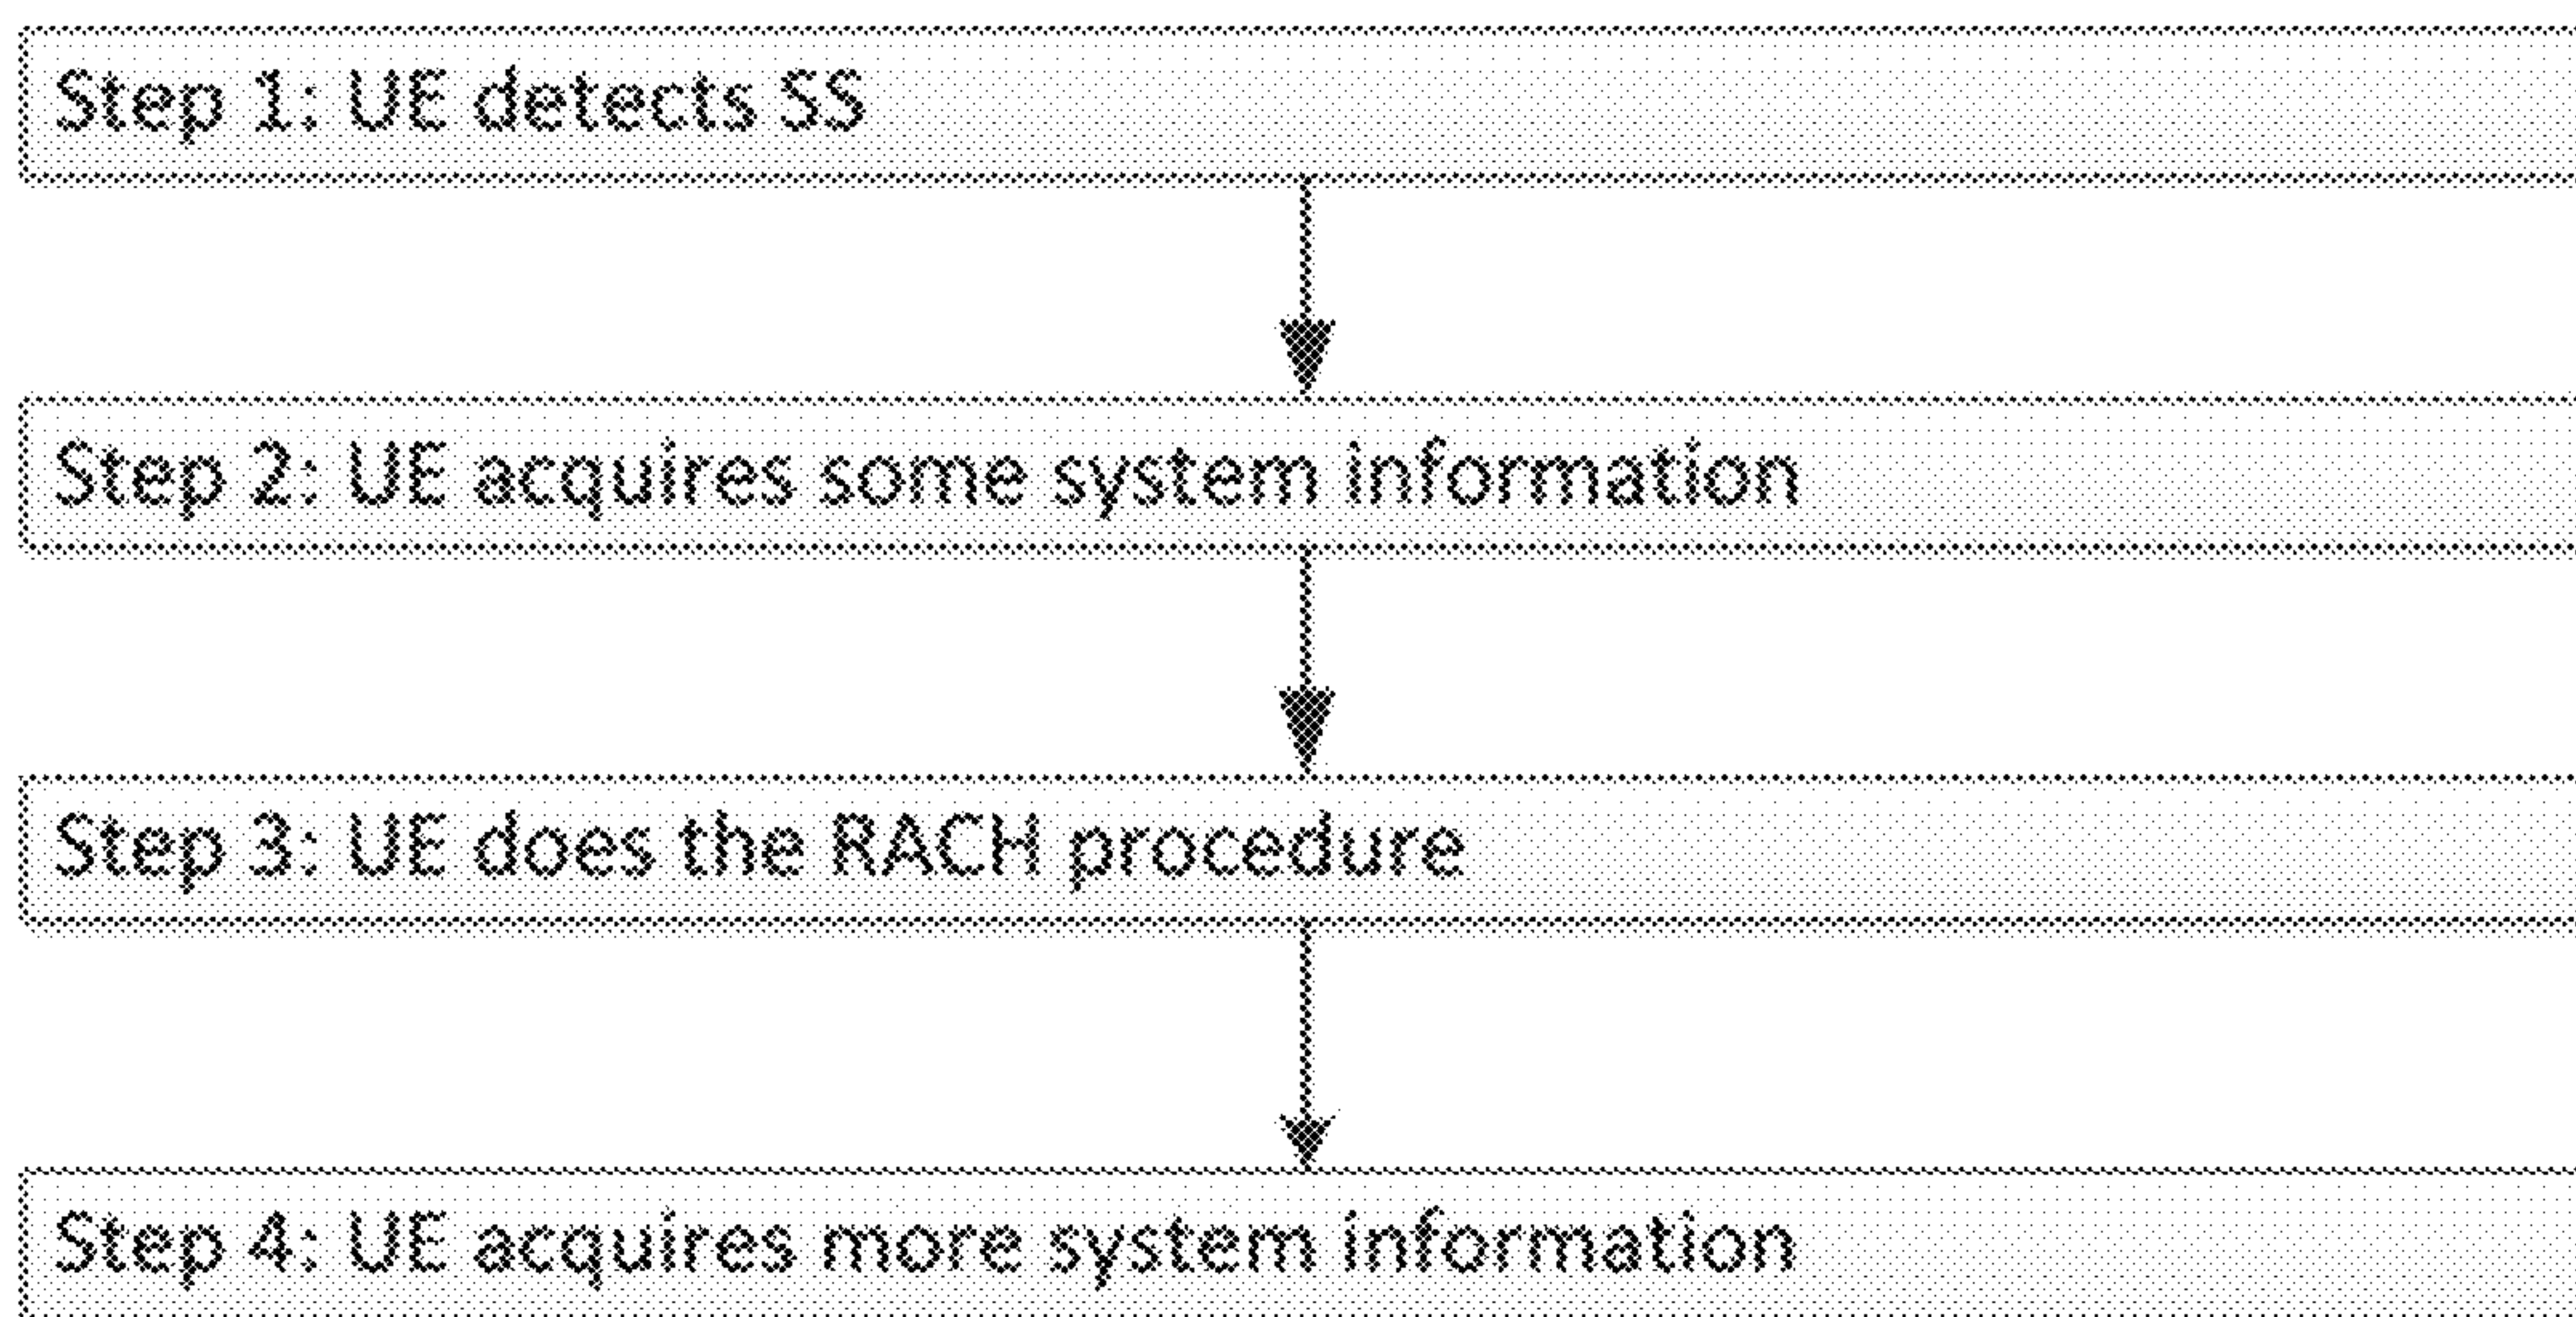 Step 1: UE detects SS
Step 2: UE acquires some system information
Step 3: UE does the RACH procedure
Step 4: UE acquires more system information